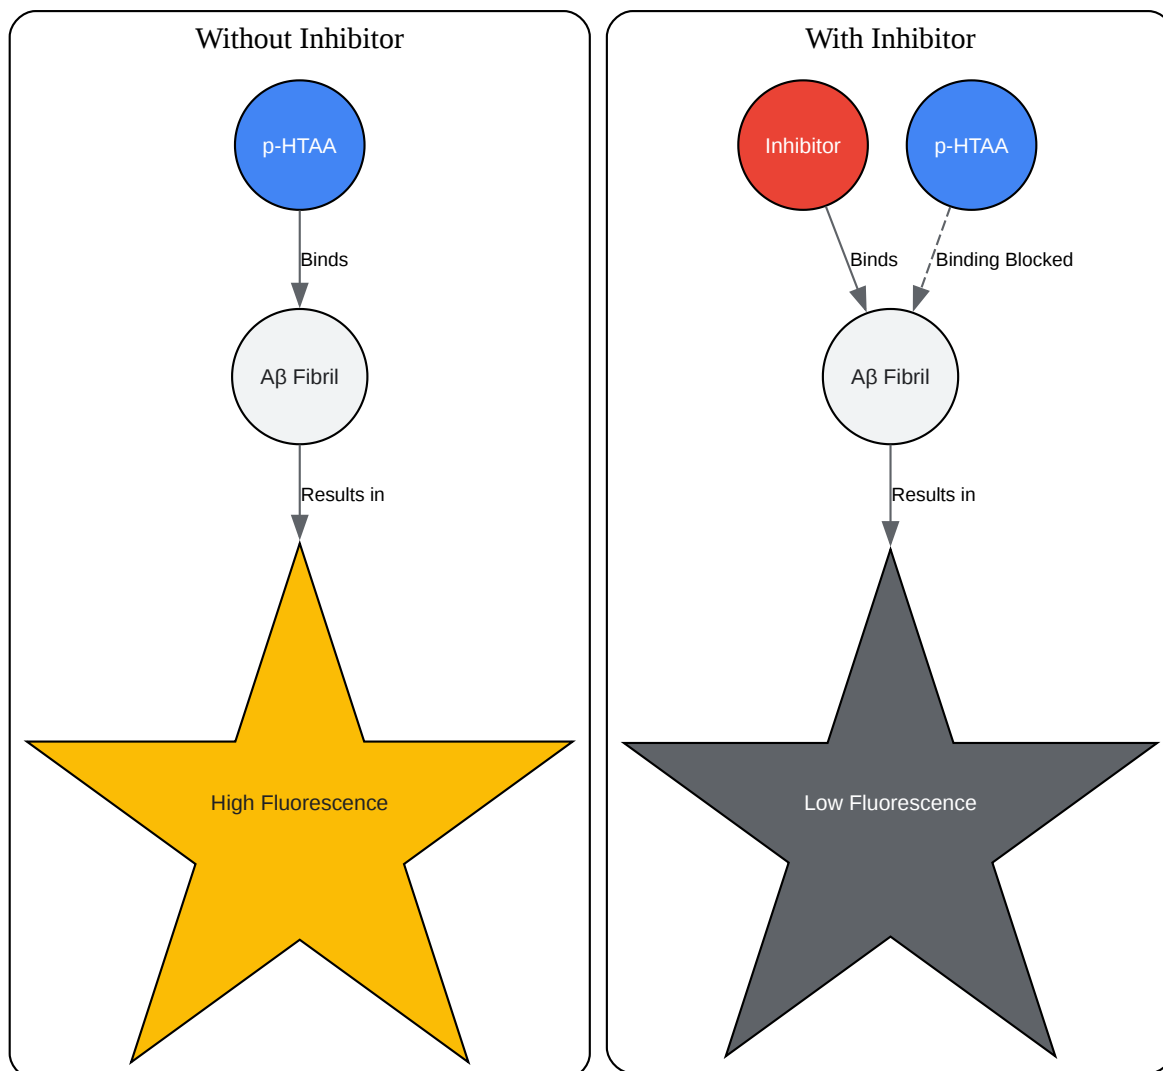 Without Inhibitor
p-HTAA
Binds
Aβ Fibril
Results in
High Fluorescence
With Inhibitor
Inhibitor
p-HTAA
Binds
Binding Blocked
Aβ Fibril
Results in
Low Fluorescence